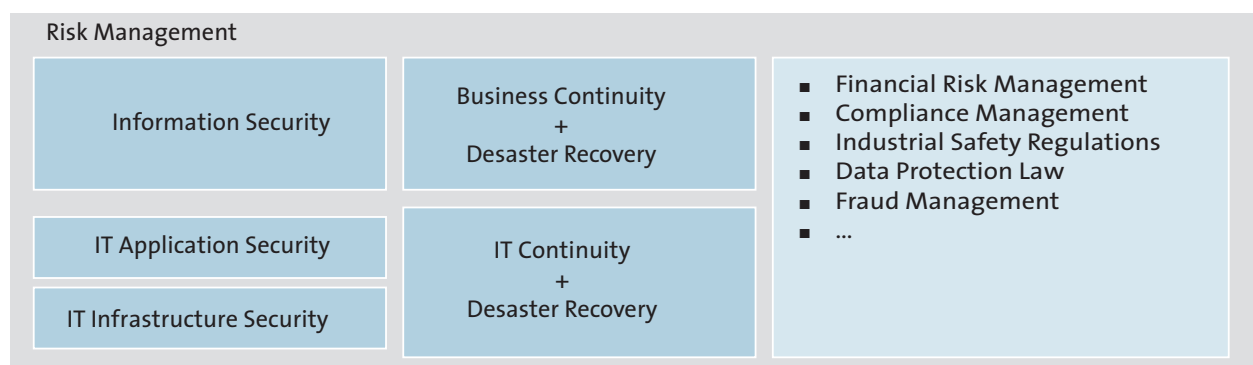 Risk Management
Information Security
Business Continuity
+
Desaster Recovery
IT Application Security
IT Infrastructure Security
IT Continuity
+
Desaster Recovery
■ Financial Risk Management
■ Compliance Management
■ Industrial Safety Regulations
■ Data Protection Law
■ Fraud Management
■ ...